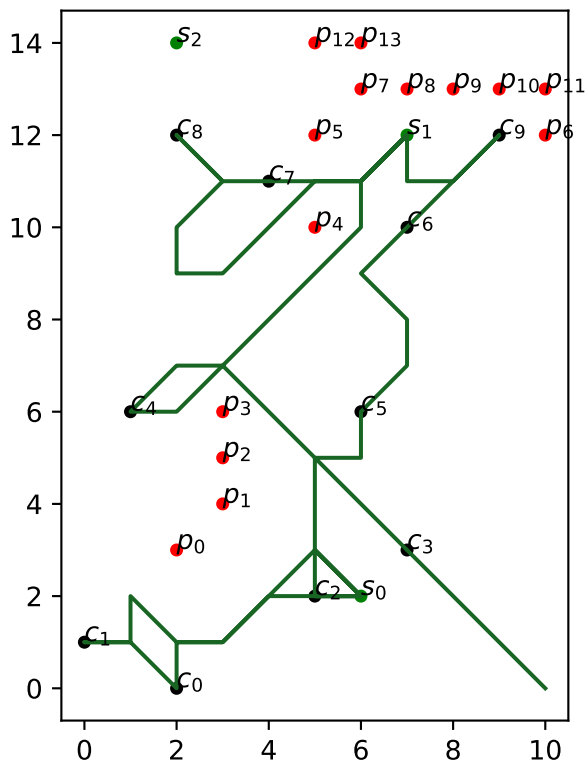 14
s₂
p₁₂
p₁₃
p₇
p₈
p₉
p₁₀
p₁₁
12
c₈
p₅
s₁
c₉
p₆
c₇
10
p₄
c₆
8
6
c₄
p₃
c₅
p₂
4
p₁
p₀
c₃
2
c₂
s₀
c₁
0
c₀
0 2 4 6 8 10